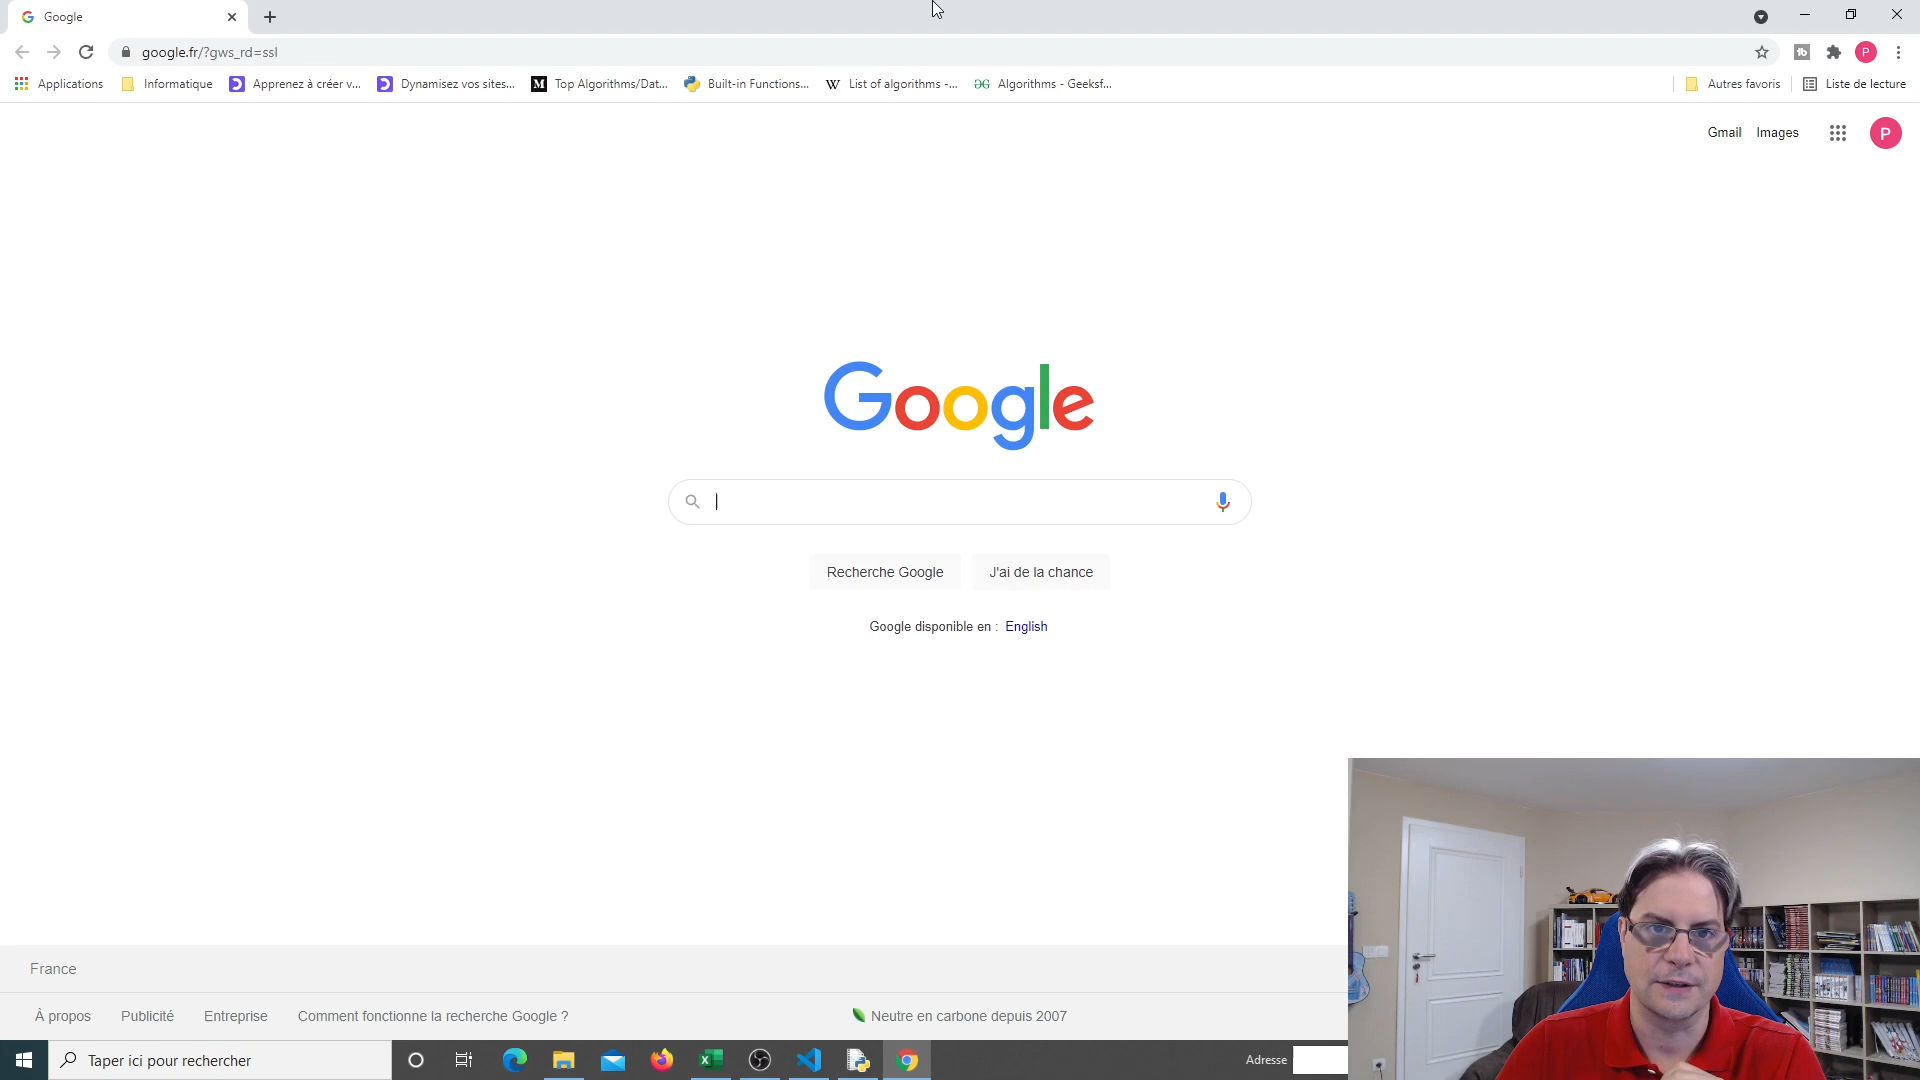 Google
google.fr/?gws_rd=ssl
Applications Informatique Apprenez à créer v... Dynamisez vos sites... Top Algorithms/Dat... Built-in Functions... List of algorithms -... Algorithms - Geeksf... Autres favoris Liste de lecture
Gmail Images P
Google
Recherche Google J'ai de la chance
Google disponible en : English
France
À propos Publicité Entreprise Comment fonctionne la recherche Google ? Neutre en carbone depuis 2007
Taper ici pour rechercher Adresse